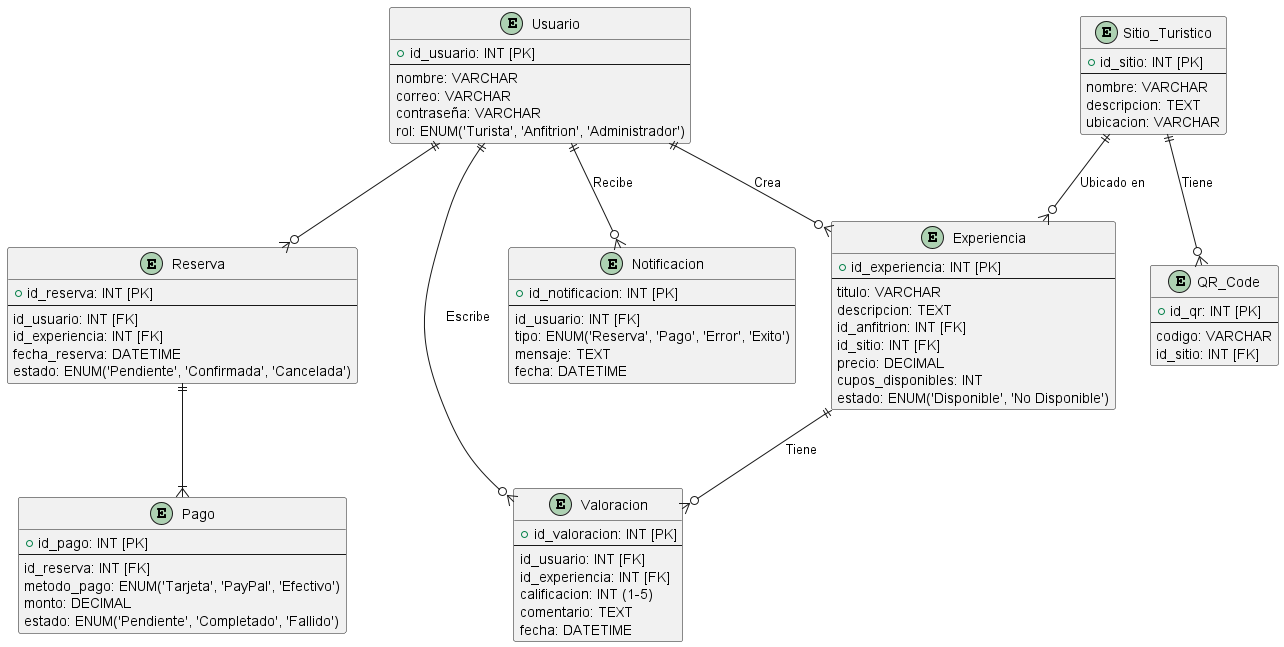 E Usuario
id_usuario: INT [PK]
nombre: VARCHAR
correo: VARCHAR
contraseña: VARCHAR
rol: ENUM('Turista', 'Anfitrion', 'Administrador')
E Sitio_Turistico
id_sitio: INT [PK]
nombre: VARCHAR
descripcion: TEXT
ubicacion: VARCHAR
Recibe
Crea
Ubicado en
Tiene
E Reserva
id_reserva: INT [PK]
id_usuario: INT [FK]
id_experiencia: INT [FK]
fecha_reserva: DATETIME
estado: ENUM('Pendiente', 'Confirmada', 'Cancelada')
Escribe
E Notificacion
id_notificacion: INT [PK]
id_usuario: INT [FK]
tipo: ENUM('Reserva', 'Pago', 'Error', 'Exito')
mensaje: TEXT
fecha: DATETIME
E Experiencia
id_experiencia: INT [PK]
titulo: VARCHAR
descripcion: TEXT
id_anfitrion: INT [FK]
id_sitio: INT [FK]
precio: DECIMAL
cupos_disponibles: INT
estado: ENUM('Disponible', 'No Disponible')
E QR_Code
id_qr: INT [PK]
codigo: VARCHAR
id_sitio: INT [FK]
Tiene
E Pago
id_pago: INT [PK]
id_reserva: INT [FK]
metodo_pago: ENUM('Tarjeta', 'PayPal', 'Efectivo')
monto: DECIMAL
estado: ENUM('Pendiente', 'Completado', 'Fallido')
E Valoracion
id_valoracion: INT [PK]
id_usuario: INT [FK]
id_experiencia: INT [FK]
calificacion: INT (1-5)
comentario: TEXT
fecha: DATETIME